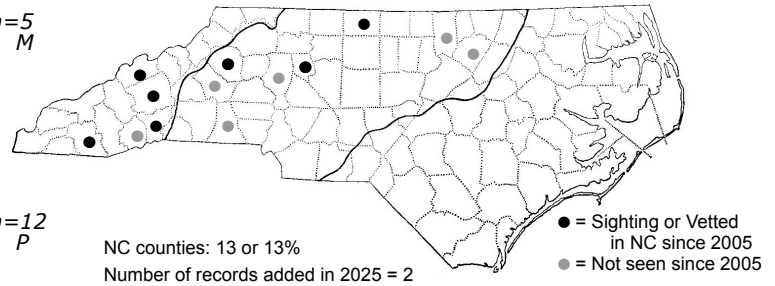 n=5
M
n=12
P
NC counties: 13 or 13%
Number of records added in 2025 = 2
● = Sighting or Vetted
in NC since 2005
● = Not seen since 2005